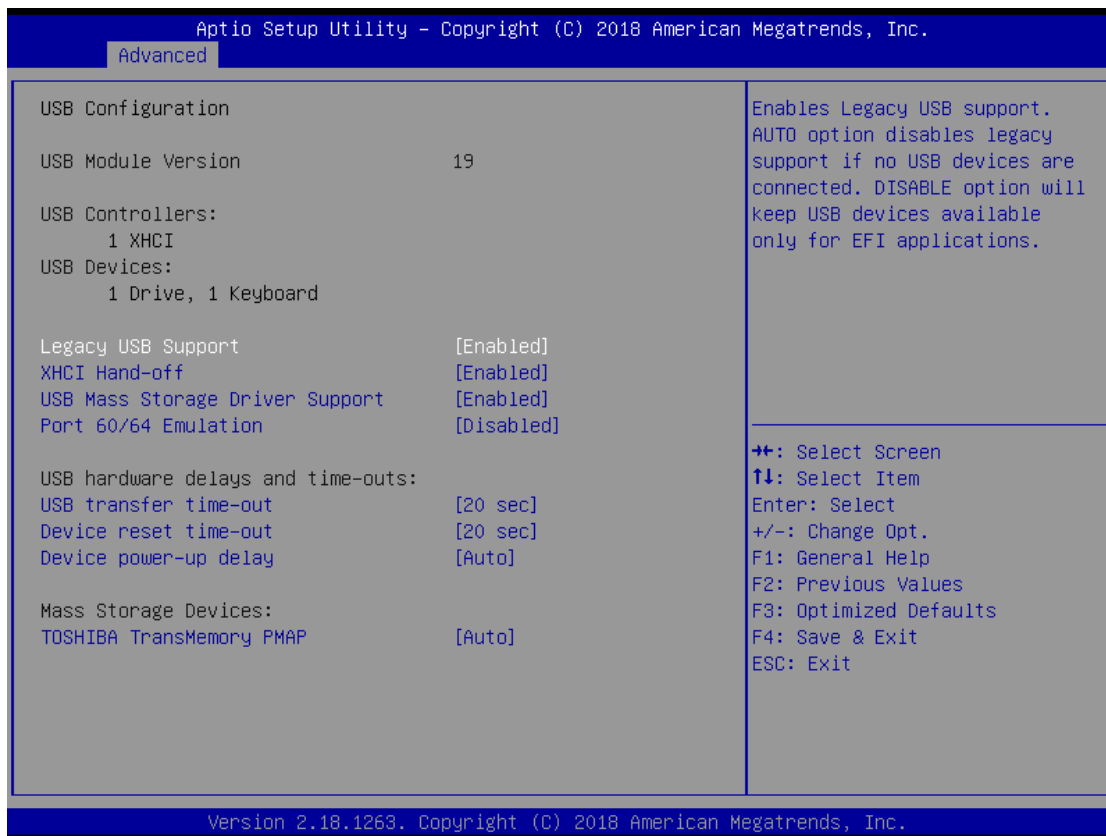 Aptio Setup Utility – Copyright (C) 2018 American Megatrends, Inc.
Advanced
USB Configuration
USB Module Version 19
USB Controllers:
1 XHCI
USB Devices:
1 Drive, 1 Keyboard
Legacy USB Support [Enabled]
XHCI Hand-off [Enabled]
USB Mass Storage Driver Support [Enabled]
Port 60/64 Emulation [Disabled]
USB hardware delays and time-outs:
USB transfer time-out [20 sec]
Device reset time-out [20 sec]
Device power-up delay [Auto]
Mass Storage Devices:
TOSHIBA TransMemory PMAP [Auto]
Enables Legacy USB support.
AUTO option disables legacy
support if no USB devices are
connected. DISABLE option will
keep USB devices available
only for EFI applications.
→←: Select Screen
↑↓: Select Item
Enter: Select
+/-: Change Opt.
F1: General Help
F2: Previous Values
F3: Optimized Defaults
F4: Save & Exit
ESC: Exit
Version 2.18.1263. Copyright (C) 2018 American Megatrends, Inc.